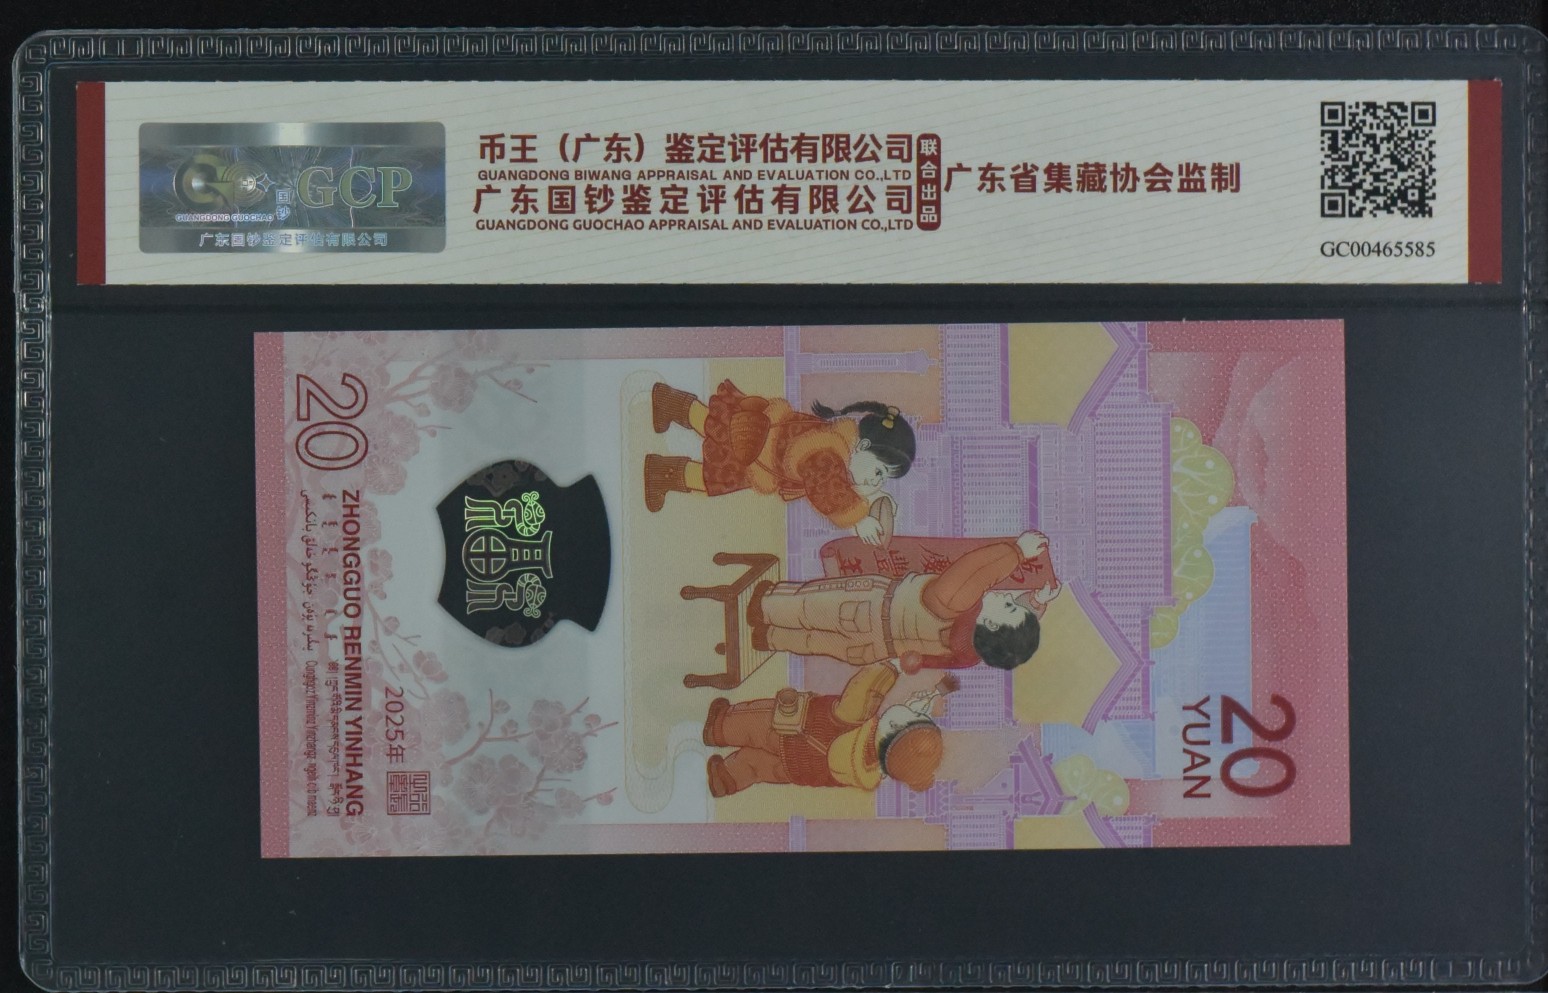 币王（广东）鉴定评估有限公司
GUANGDONG BIWANG APPRAISAL AND EVALUATION CO.,LTD
广东国钞鉴定评估有限公司
GUANGDONG GUOCHAO APPRAISAL AND EVALUATION CO.,LTD
联合出品
广东省集藏协会监制
GC00465585
国钞
GCP
GUANGDONG GUOCHAO
广东国钞鉴定评估有限公司
20
YUAN
20
ZHONGGUO RENMIN YINHANG
2025年